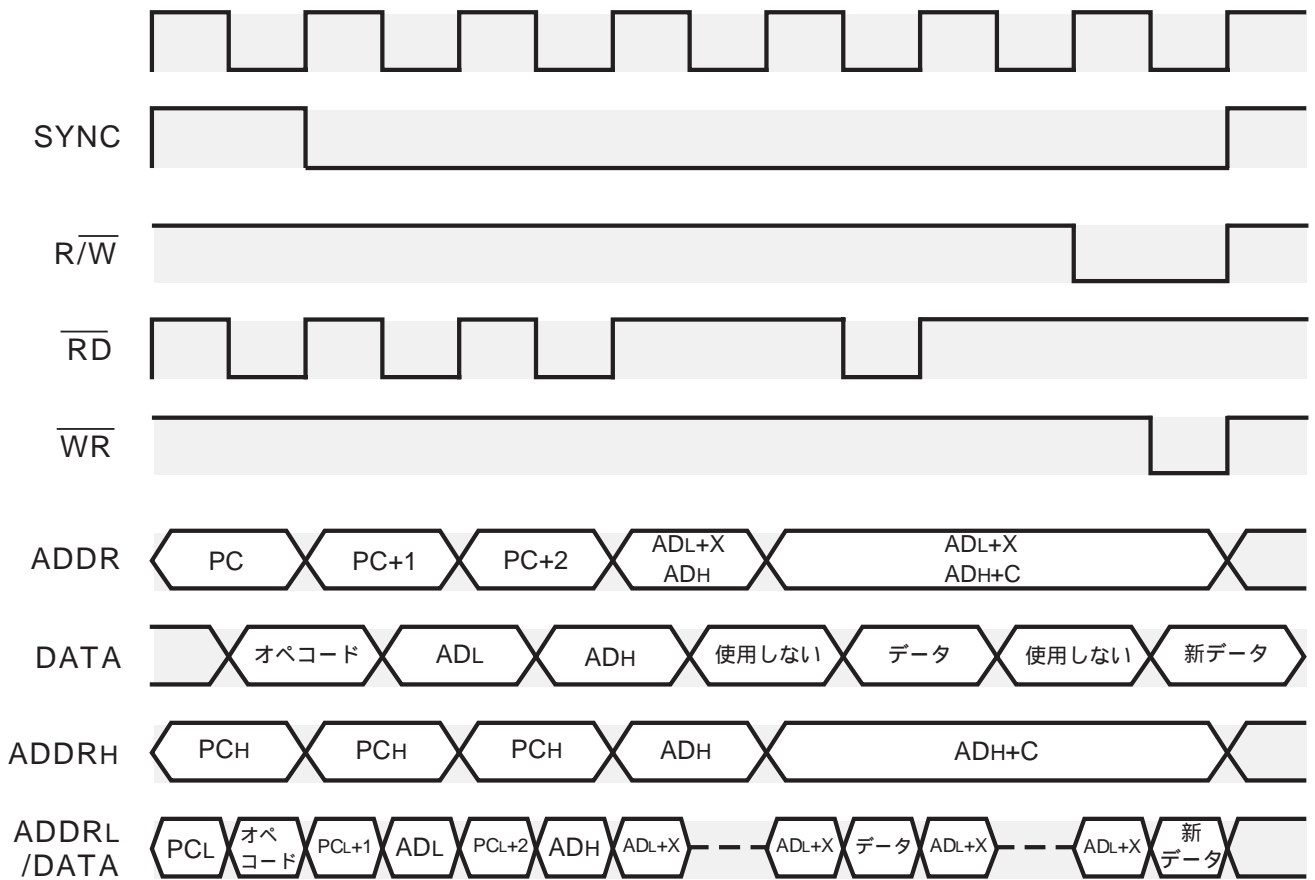 SYNC
R/W
RD
WR
ADDR
PC
PC+1
PC+2
ADL+X
ADH
ADL+X
ADH+C
DATA
オペコード
ADL
ADH
使用しない
データ
使用しない
新データ
ADDRH
PCH
PCH
PCH
ADH
ADH+C
ADDRL
/DATA
PCL
オペ
コード
PCL+1
ADL
PCL+2
ADH
ADL+X
ADL+X
データ
ADL+X
ADL+X
新
データ